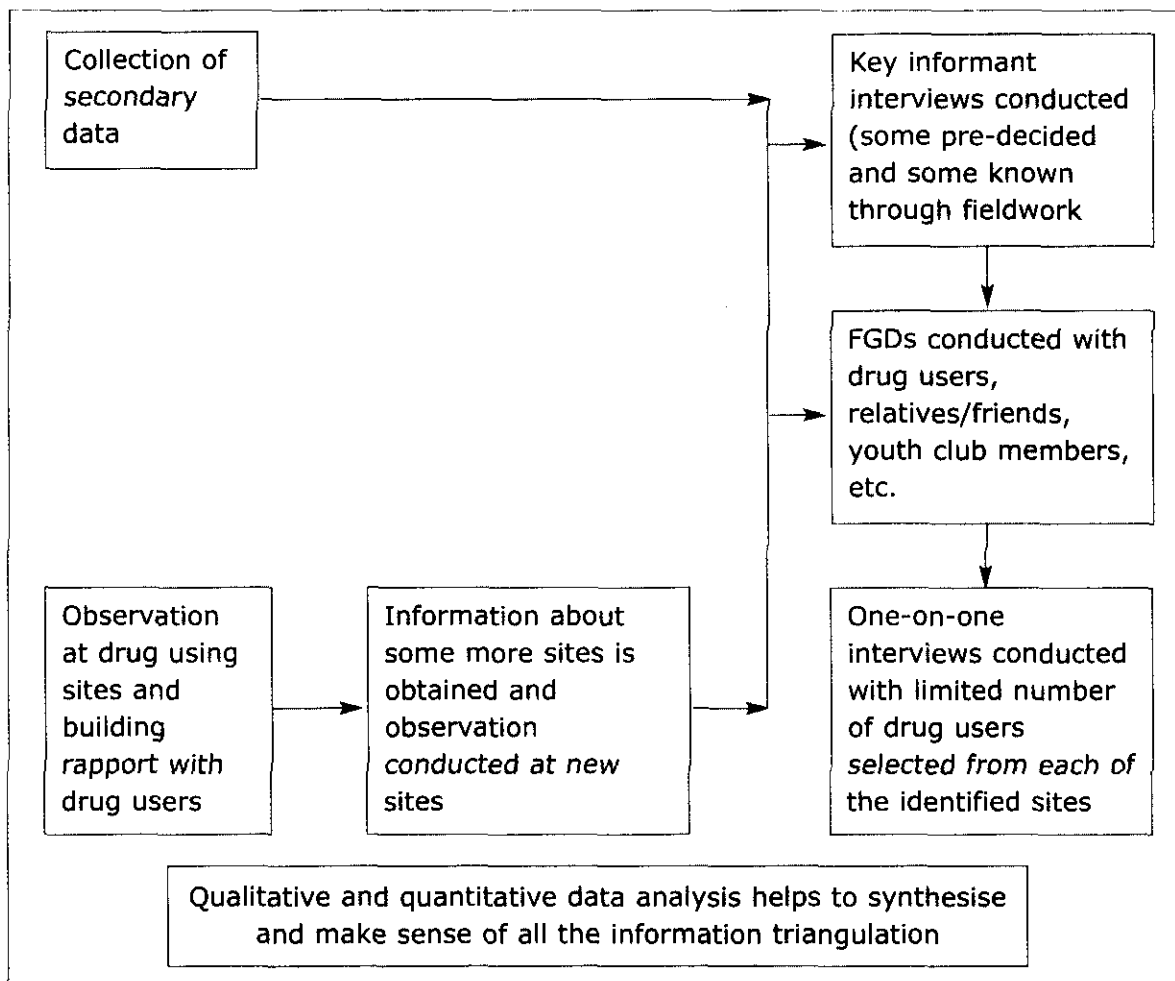 Collection of
secondary
data
Key informant
interviews conducted
(some pre-decided
and some known
through fieldwork
FGDs conducted with
drug users,
relatives/friends,
youth club members,
etc.
Observation
at drug using
sites and
building
rapport with
drug users
Information about
some more sites is
obtained and
observation
conducted at new
sites
One-on-one
interviews conducted
with limited number
of drug users
selected from each of
the identified sites
Qualitative and quantitative data analysis helps to synthesise
and make sense of all the information triangulation